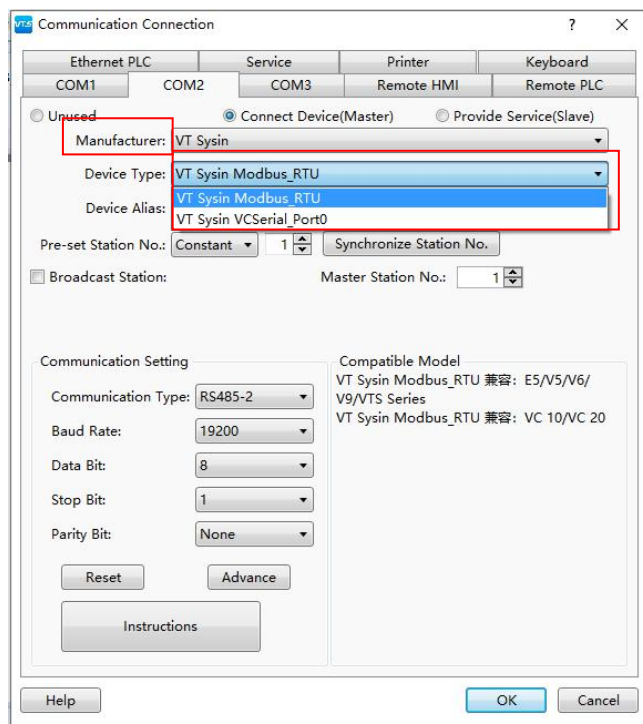 VT.S Communication Connection ? X
Ethernet PLC Service Printer Keyboard
COM1 COM2 COM3 Remote HMI Remote PLC
Unused Connect Device(Master) Provide Service(Slave)
Manufacturer: VT Sysin
Device Type: VT Sysin Modbus_RTU
VT Sysin Modbus_RTU
Device Alias: VT Sysin VCSerial_Port0
Pre-set Station No.: Constant 1 Synchronize Station No.
Broadcast Station: Master Station No.: 1
Communication Setting
Communication Type: RS485-2
Baud Rate: 19200
Data Bit: 8
Stop Bit: 1
Parity Bit: None
Reset Advance
Instructions
Compatible Model
VT Sysin Modbus_RTU 兼容: E5/V5/V6/
V9/VTS Series
VT Sysin Modbus_RTU 兼容: VC 10/VC 20
Help OK Cancel